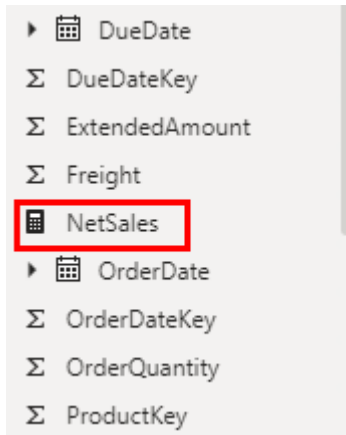 DueDate
Σ DueDateKey
Σ ExtendedAmount
Σ Freight
NetSales
OrderDate
Σ OrderDateKey
Σ OrderQuantity
Σ ProductKey